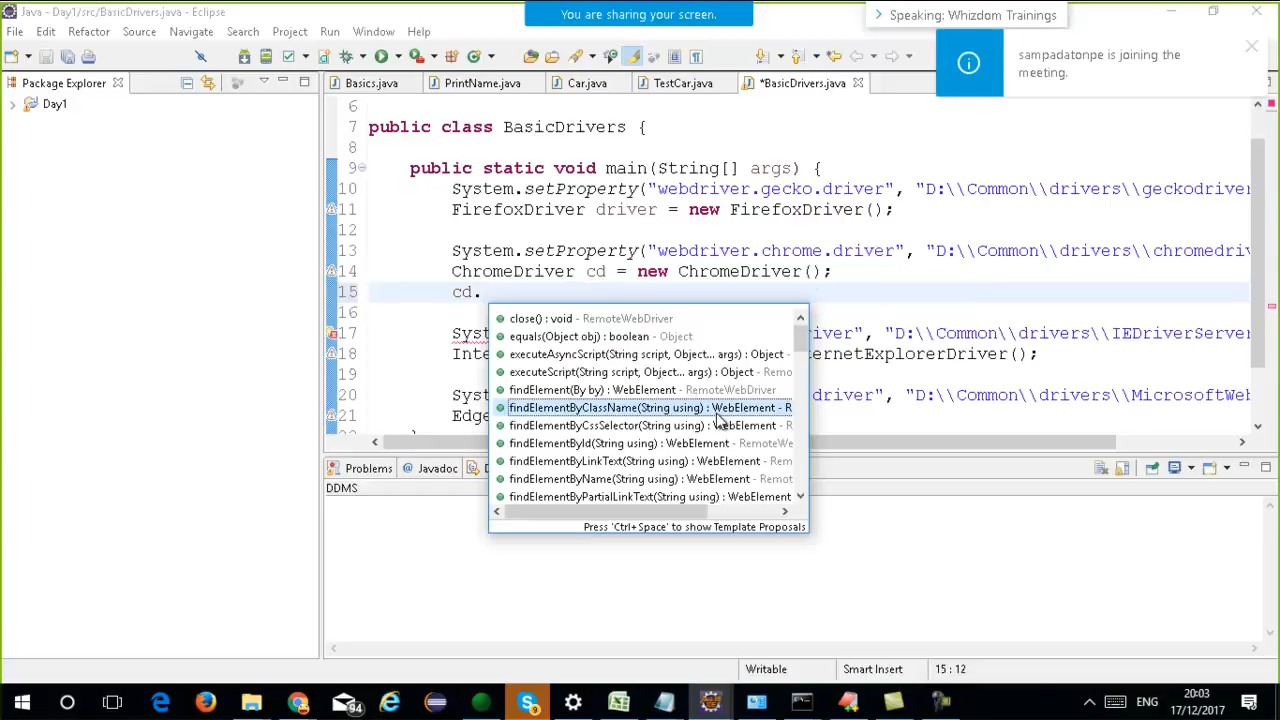 Java - Day1/src/BasicDrivers.java - Eclipse
You are sharing your screen.
Speaking: Whizdom Trainings
File Edit Refactor Source Navigate Search Project Run Window Help
sampadatonpe is joining the
meeting.
Package Explorer
Basics.java
PrintName.java
Car.java
TestCar.java
*BasicDrivers.java
Day1
6
7 public class BasicDrivers {
8
9 public static void main(String[] args) {
10 System.setProperty("webdriver.gecko.driver", "D:\\Common\\drivers\\geckodriver
11 FirefoxDriver driver = new FirefoxDriver();
12
13 System.setProperty("webdriver.chrome.driver", "D:\\Common\\drivers\\chromedriv
14 ChromeDriver cd = new ChromeDriver();
15 cd.
16
close() : void - RemoteWebDriver
equals(Object obj) : boolean - Object
17 Syst river", "D:\\Common\\drivers\\IEDriverServer
executeAsyncScript(String script, Object... args) : Object -
18 Inte ternetExplorerDriver();
executeScript(String script, Object... args) : Object - Remo
19
findElement(By by) : WebElement - RemoteWebDriver
20 Syst driver", "D:\\Common\\drivers\\MicrosoftWeb
findElementByClassName(String using) : WebElement - R
21 Edge
findElementByCssSelector(String using) : WebElement - R
findElementById(String using) : WebElement - RemoteWe
findElementByLinkText(String using) : WebElement - Rem
findElementByName(String using) : WebElement - Remot
findElementByPartialLinkText(String using) : WebElement
Press 'Ctrl+Space' to show Template Proposals
Problems @ Javadoc D
DDMS
Writable Smart Insert 15 : 12
94
9
ENG
20:03
17/12/2017